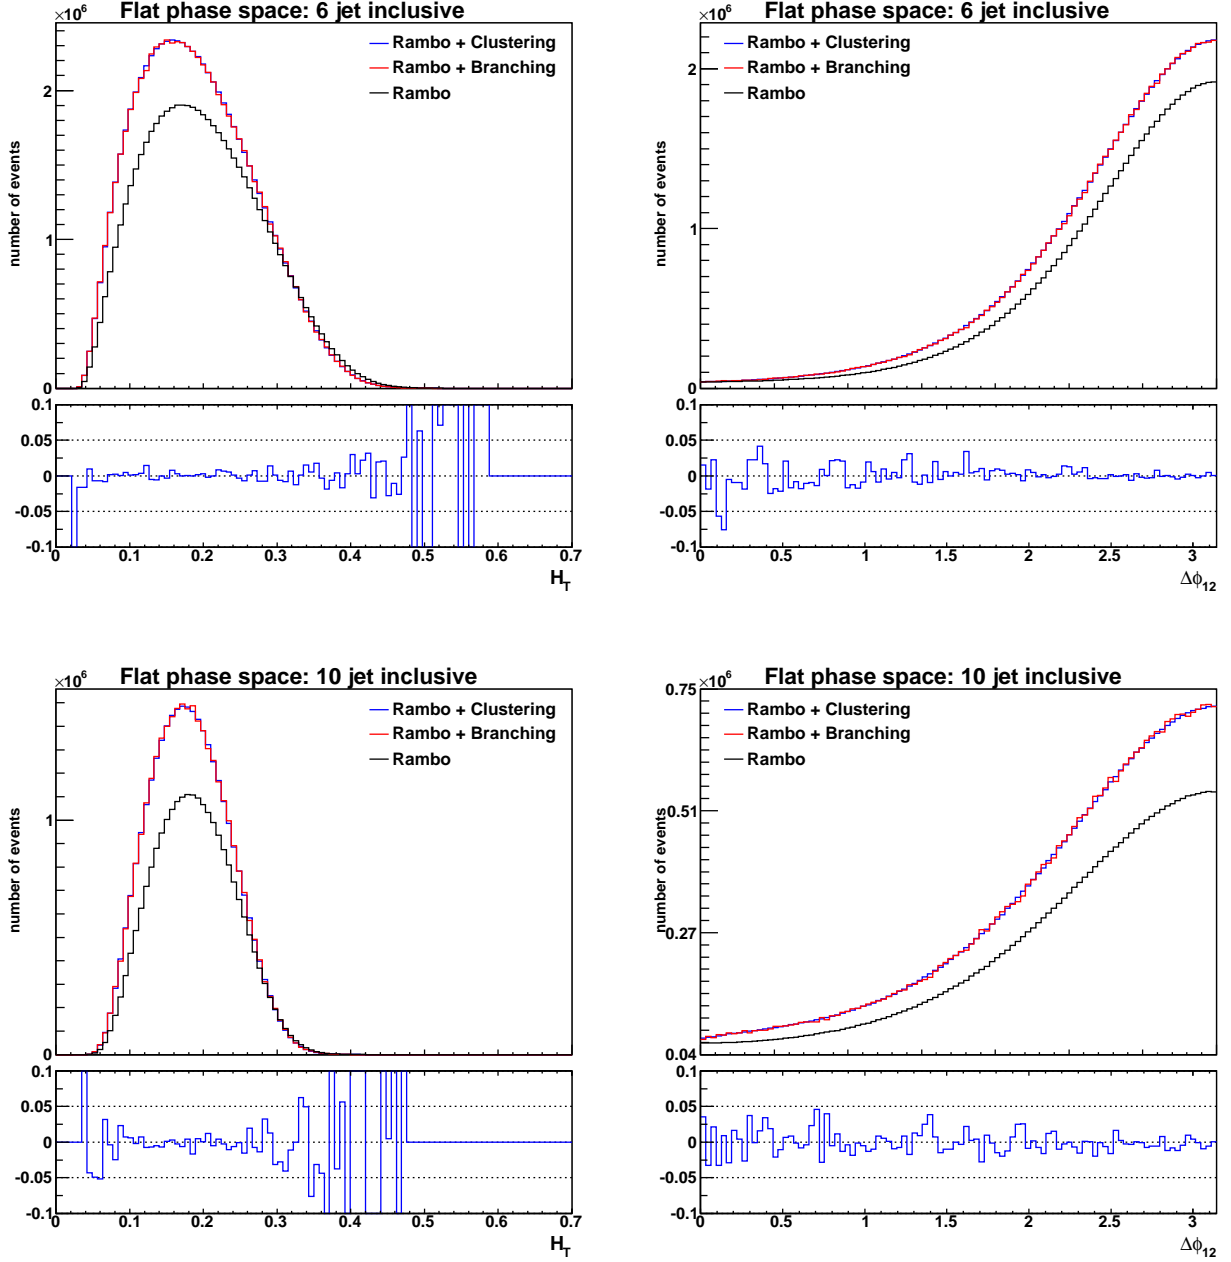 Flat phase space: 6 jet inclusive
×10⁶
Rambo + Clustering
Rambo + Branching
Rambo
number of events
2
1
0
0.1
0.05
0
-0.05
-0.1
0 0.1 0.2 0.3 0.4 0.5 0.6 0.7
H_T
Flat phase space: 6 jet inclusive
×10⁶
Rambo + Clustering
Rambo + Branching
Rambo
number of events
2
1
0
0.1
0.05
0
-0.05
-0.1
0 0.5 1 1.5 2 2.5 3
Δϕ₁₂
Flat phase space: 10 jet inclusive
×10⁶
Rambo + Clustering
Rambo + Branching
Rambo
number of events
1
0
0.1
0.05
0
-0.05
-0.1
0 0.1 0.2 0.3 0.4 0.5 0.6 0.7
H_T
Flat phase space: 10 jet inclusive
×10⁶
0.75
Rambo + Clustering
Rambo + Branching
Rambo
number of events
0.51
0.27
0.04
0.1
0.05
0
-0.05
-0.1
0 0.5 1 1.5 2 2.5 3
Δϕ₁₂